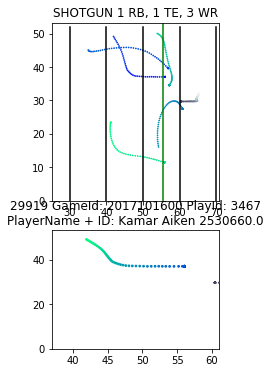 SHOTGUN 1 RB, 1 TE, 3 WR
50
40
30
20
10
0
30 40 50 60 70
29919 GameId: 2017101600 PlayId: 3467
PlayerName + ID: Kamar Aiken 2530660.0
40
20
0
40 45 50 55 60